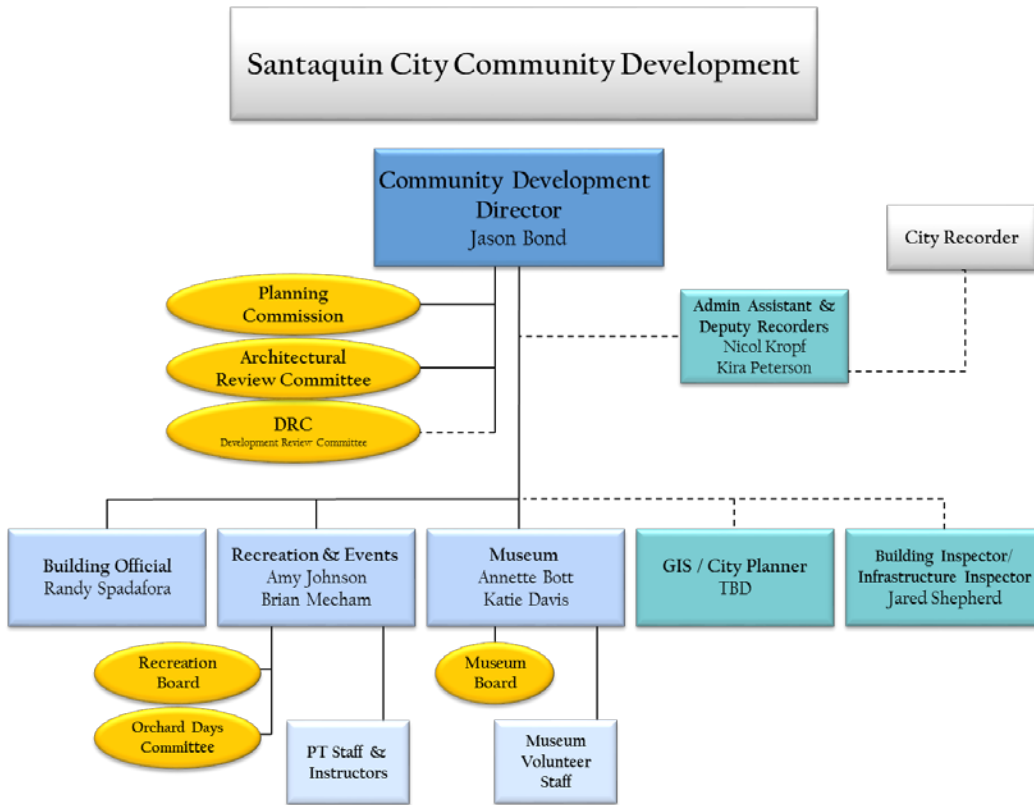 Santaquin City Community Development
Community Development
Director
Jason Bond
City Recorder
Planning
Commission
Admin Assistant &
Deputy Recorders
Nicol Kropf
Kira Peterson
Architectural
Review Committee
DRC
Development Review Committee
Building Official
Randy Spadafora
Recreation & Events
Amy Johnson
Brian Mecham
Museum
Annette Bott
Katie Davis
GIS / City Planner
TBD
Building Inspector/
Infrastructure Inspector
Jared Shepherd
Recreation
Board
Museum
Board
Orchard Days
Committee
PT Staff &
Instructors
Museum
Volunteer
Staff